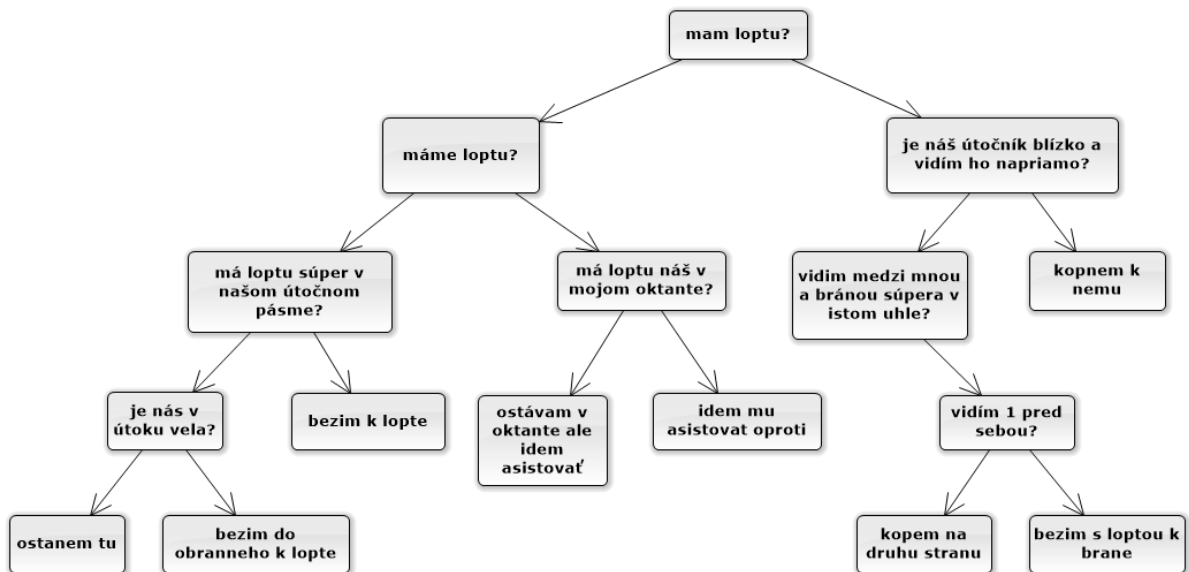 mam loptu?
máme loptu?
je náš útočník blízko a
vidím ho napriamo?
má loptu súper v
našom útočnom
pásme?
má loptu náš v
mojom oktante?
vidim medzi mnou
a bránou súpera v
istom uhle?
kopnem k
nemu
je nás v
útoku vela?
bezim k lopte
ostávam v
oktante ale
idem
asistovať
idem mu
asistovat oproti
vidím 1 pred
sebou?
ostanem tu
bezim do
obranneho k lopte
kopem na
druhu stranu
bezim s loptou k
brane